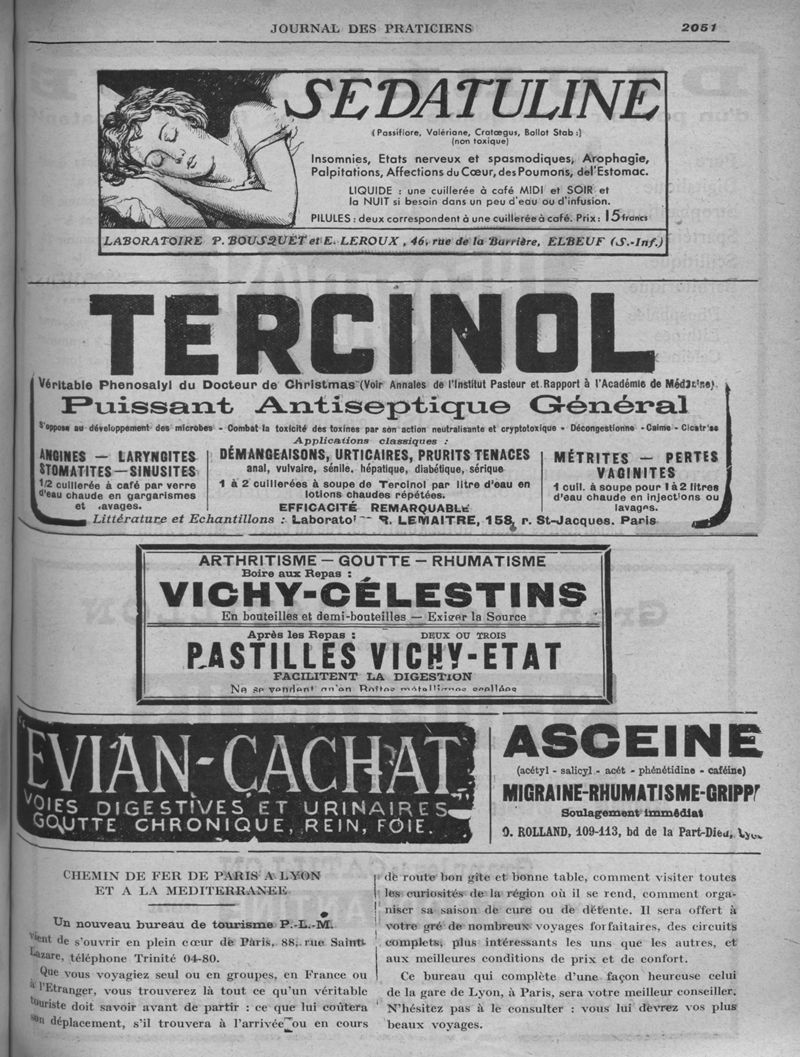 JOURNAL DES PRATICIENS 2051
SÉDATULINE
(Passiflore, Valériane, Cratœgus, Ballot Stab:)
(non toxique)
Insomnies, Etats nerveux et spasmodiques, Arophagie,
Palpitations, Affections du Cœur, des Poumons, del'Estomac.
LIQUIDE : une cuillerée à café MIDI et SOIR et
la NUIT si besoin dans un peu d'eau ou d'infusion.
PILULES : deux correspondent à une cuillerée à café. Prix: 15 francs
LABORATOIRE P. BOUSQUET et E. LEROUX, 46, rue de la Barrière, ELBEUF (S.-Inf.)
TERCINOL
Véritable Phenosalyl du Docteur de Christmas (Voir Annales de l'Institut Pasteur et Rapport à l'Académie de Médecine).
Puissant Antiseptique Général
S'oppose au développement des microbes - Combat la toxicité des toxines par son action neutralisante et cryptotoxique - Décongestionne - Calme - Cicatrise
Applications classiques :
ANGINES — LARYNGITES
STOMATITES — SINUSITES
1/2 cuillerée à café par verre
d'eau chaude en gargarismes
et lavages.
DÉMANGEAISONS, URTICAIRES, PRURITS TENACES
anal, vulvaire, sénile, hépatique, diabétique, sérique
1 à 2 cuillerées à soupe de Tercinol par litre d'eau en
lotions chaudes répétées.
EFFICACITÉ REMARQUABLE
MÉTRITES — PERTES
VAGINITES
1 cuil. à soupe pour 1 à 2 litres
d'eau chaude en injections ou
lavages.
Littérature et Echantillons : Laboratoi R. LEMAITRE, 158, r. St-Jacques. Paris
ARTHRITISME — GOUTTE — RHUMATISME
Boire aux Repas :
VICHY-CÉLESTINS
En bouteilles et demi-bouteilles — Exiger la Source
Après les Repas : DEUX OU TROIS
PASTILLES VICHY-ETAT
FACILITENT LA DIGESTION
Ne se vendent qu'en Boîtes métalliques scellées
EVIAN-CACHAT
VOIES DIGESTIVES ET URINAIRES
GOUTTE CHRONIQUE, REIN, FOIE.
ASCEINE
(acétyl - salicyl - acét - phénétidine - caféine)
MIGRAINE-RHUMATISME-GRIPP
Soulagement immédiat
O. ROLLAND, 109-113, bd de la Part-Dieu, Lyon
CHEMIN DE FER DE PARIS A LYON
ET A LA MEDITERRANEE
Un nouveau bureau de tourisme P.-L.-M.
vient de s'ouvrir en plein cœur de Paris, 88, rue Saint-
Lazare, téléphone Trinité 04-80.
Que vous voyagiez seul ou en groupes, en France ou
à l'Etranger, vous trouverez là tout ce qu'un véritable
touriste doit savoir avant de partir : ce que lui coûtera
son déplacement, s'il trouvera à l'arrivée ou en cours
de route bon gîte et bonne table, comment visiter toutes
les curiosités de la région où il se rend, comment orga-
niser sa saison de cure ou de détente. Il sera offert à
votre gré de nombreux voyages forfaitaires, des circuits
complets, plus intéressants les uns que les autres, et
aux meilleures conditions de prix et de confort.
Ce bureau qui complète d'une façon heureuse celui
de la gare de Lyon, à Paris, sera votre meilleur conseiller.
N'hésitez pas à le consulter : vous lui devrez vos plus
beaux voyages.